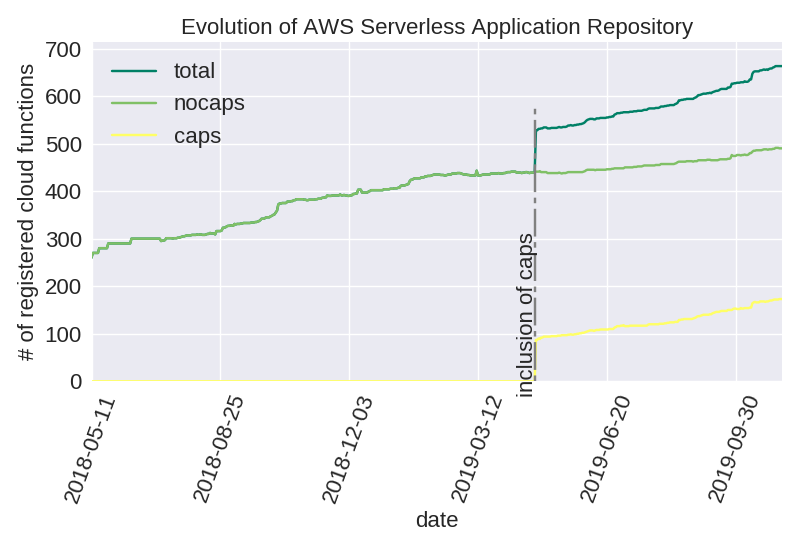 Evolution of AWS Serverless Application Repository
# of registered cloud functions
700
600
500
400
300
200
100
0
total
nocaps
caps
inclusion of caps
2018-05-11
2018-08-25
2018-12-03
2019-03-12
2019-06-20
2019-09-30
date